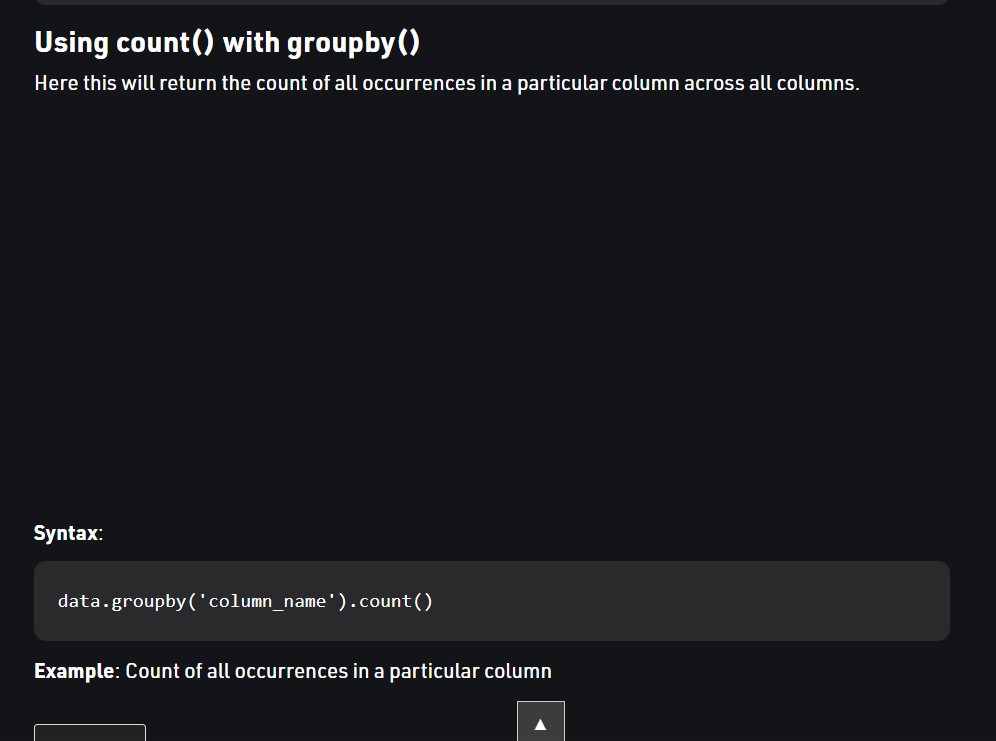 Using count() with groupby()
Here this will return the count of all occurrences in a particular column across all columns.
Syntax:
data.groupby('column_name').count()
Example: Count of all occurrences in a particular column
▲